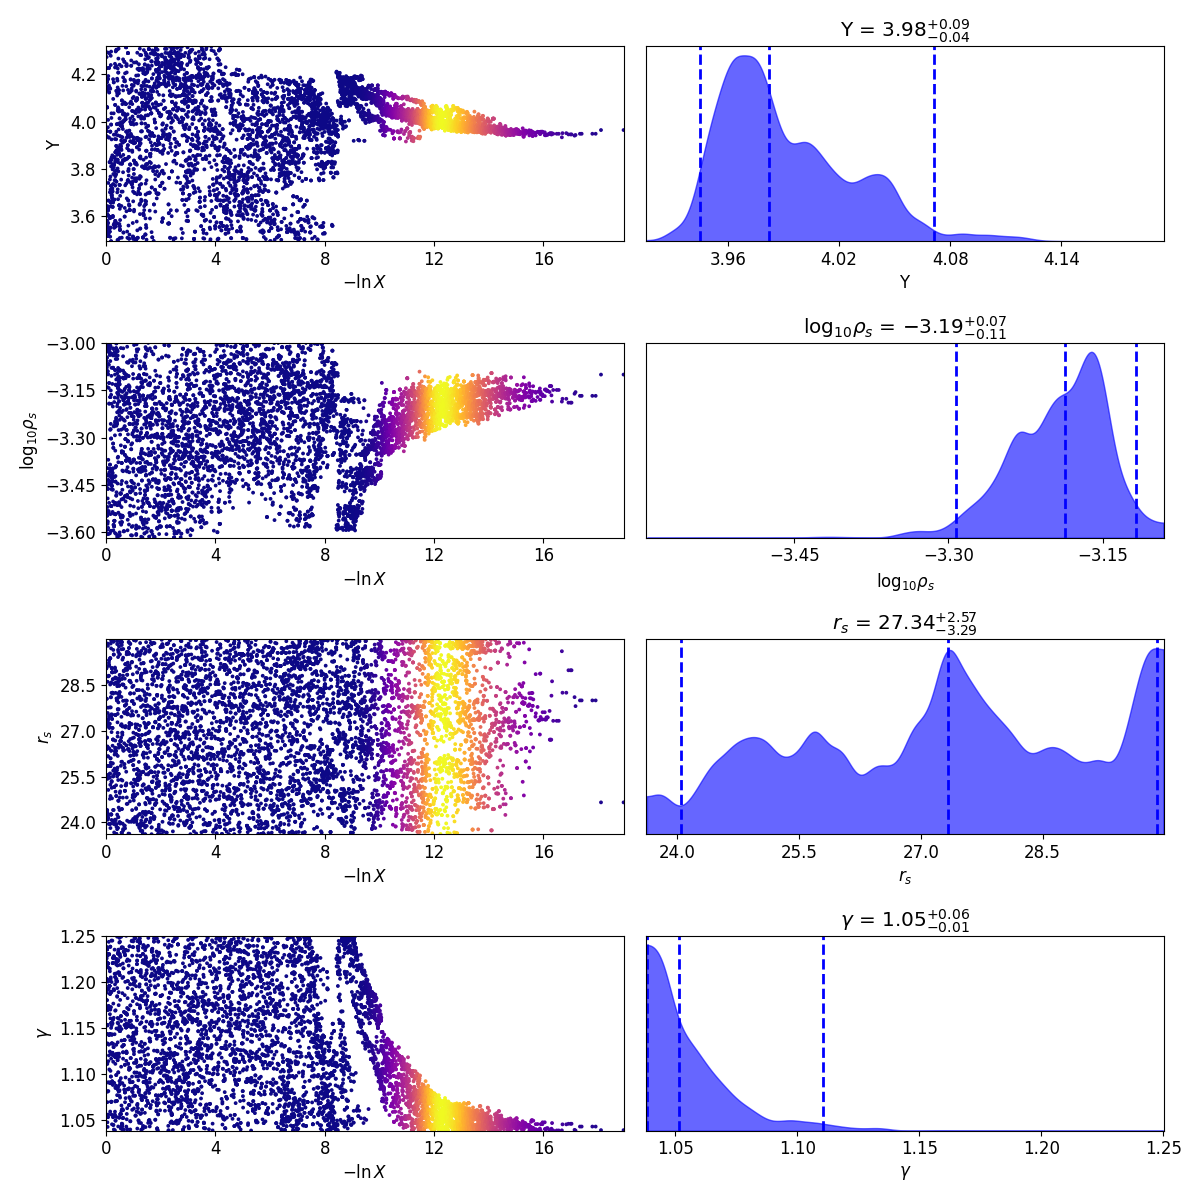 Y = 3.98^{+0.09}_{−0.04}
4.2
4.0
3.8
3.6
Y
0 4 8 12 16
3.96 4.02 4.08 4.14
−ln X
Y
log₁₀ρₛ = −3.19^{+0.07}_{−0.11}
−3.00
−3.15
−3.30
−3.45
−3.60
log₁₀ρₛ
0 4 8 12 16
−3.45 −3.30 −3.15
−ln X
log₁₀ρₛ
rₛ = 27.34^{+2.57}_{−3.29}
28.5
27.0
25.5
24.0
rₛ
0 4 8 12 16
24.0 25.5 27.0 28.5
−ln X
rₛ
γ = 1.05^{+0.06}_{−0.01}
1.25
1.20
1.15
1.10
1.05
γ
0 4 8 12 16
1.05 1.10 1.15 1.20 1.25
−ln X
γ